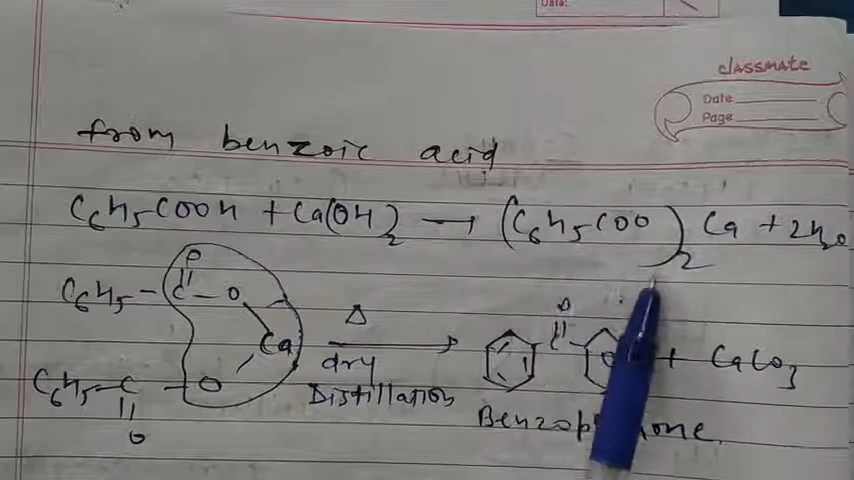 Date:
classmate
Date
Page
from benzoic acid
C6H5COOH + Ca(OH)2 → (C6H5COO)2 Ca + 2H2O
O
C6H5 - C - O
Ca
C6H5 - C - O
O
Δ
dry
Distillation
O
C
+ CaCO3